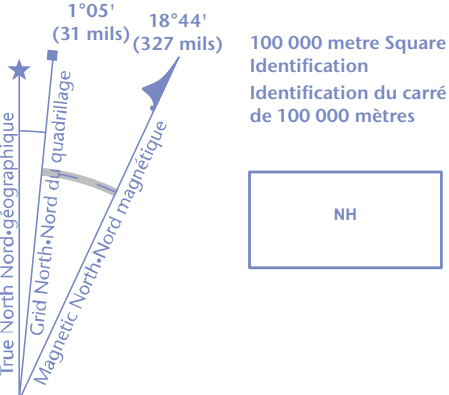 1°05'
(31 mils)
18°44'
(327 mils)
True North Nord•géographique
Grid North•Nord du quadrillage
Magnetic North•Nord magnétique
100 000 metre Square
Identification
Identification du carré
de 100 000 mètres
NH